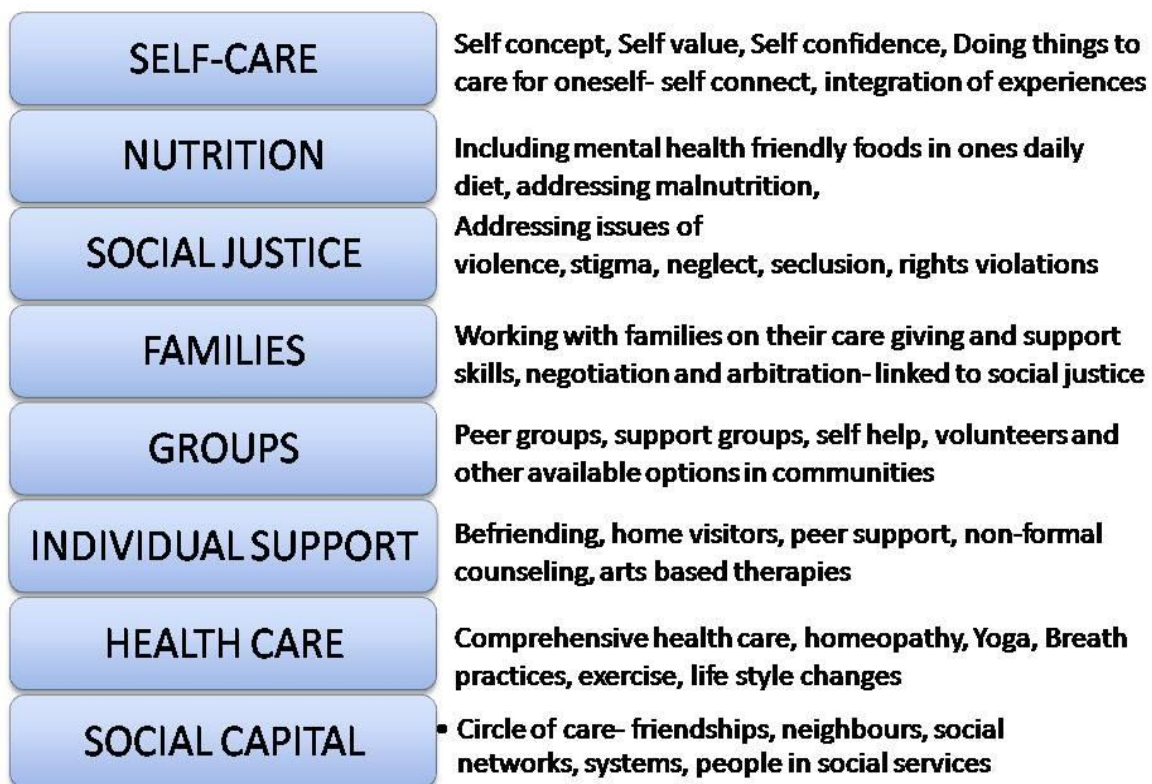 SELF-CARE
Self concept, Self value, Self confidence, Doing things to
care for oneself- self connect, integration of experiences
NUTRITION
Including mental health friendly foods in ones daily
diet, addressing malnutrition,
SOCIAL JUSTICE
Addressing issues of
violence, stigma, neglect, seclusion, rights violations
FAMILIES
Working with families on their care giving and support
skills, negotiation and arbitration- linked to social justice
GROUPS
Peer groups, support groups, self help, volunteers and
other available options in communities
INDIVIDUAL SUPPORT
Befriending, home visitors, peer support, non-formal
counseling, arts based therapies
HEALTH CARE
Comprehensive health care, homeopathy, Yoga, Breath
practices, exercise, life style changes
SOCIAL CAPITAL
• Circle of care- friendships, neighbours, social
networks, systems, people in social services